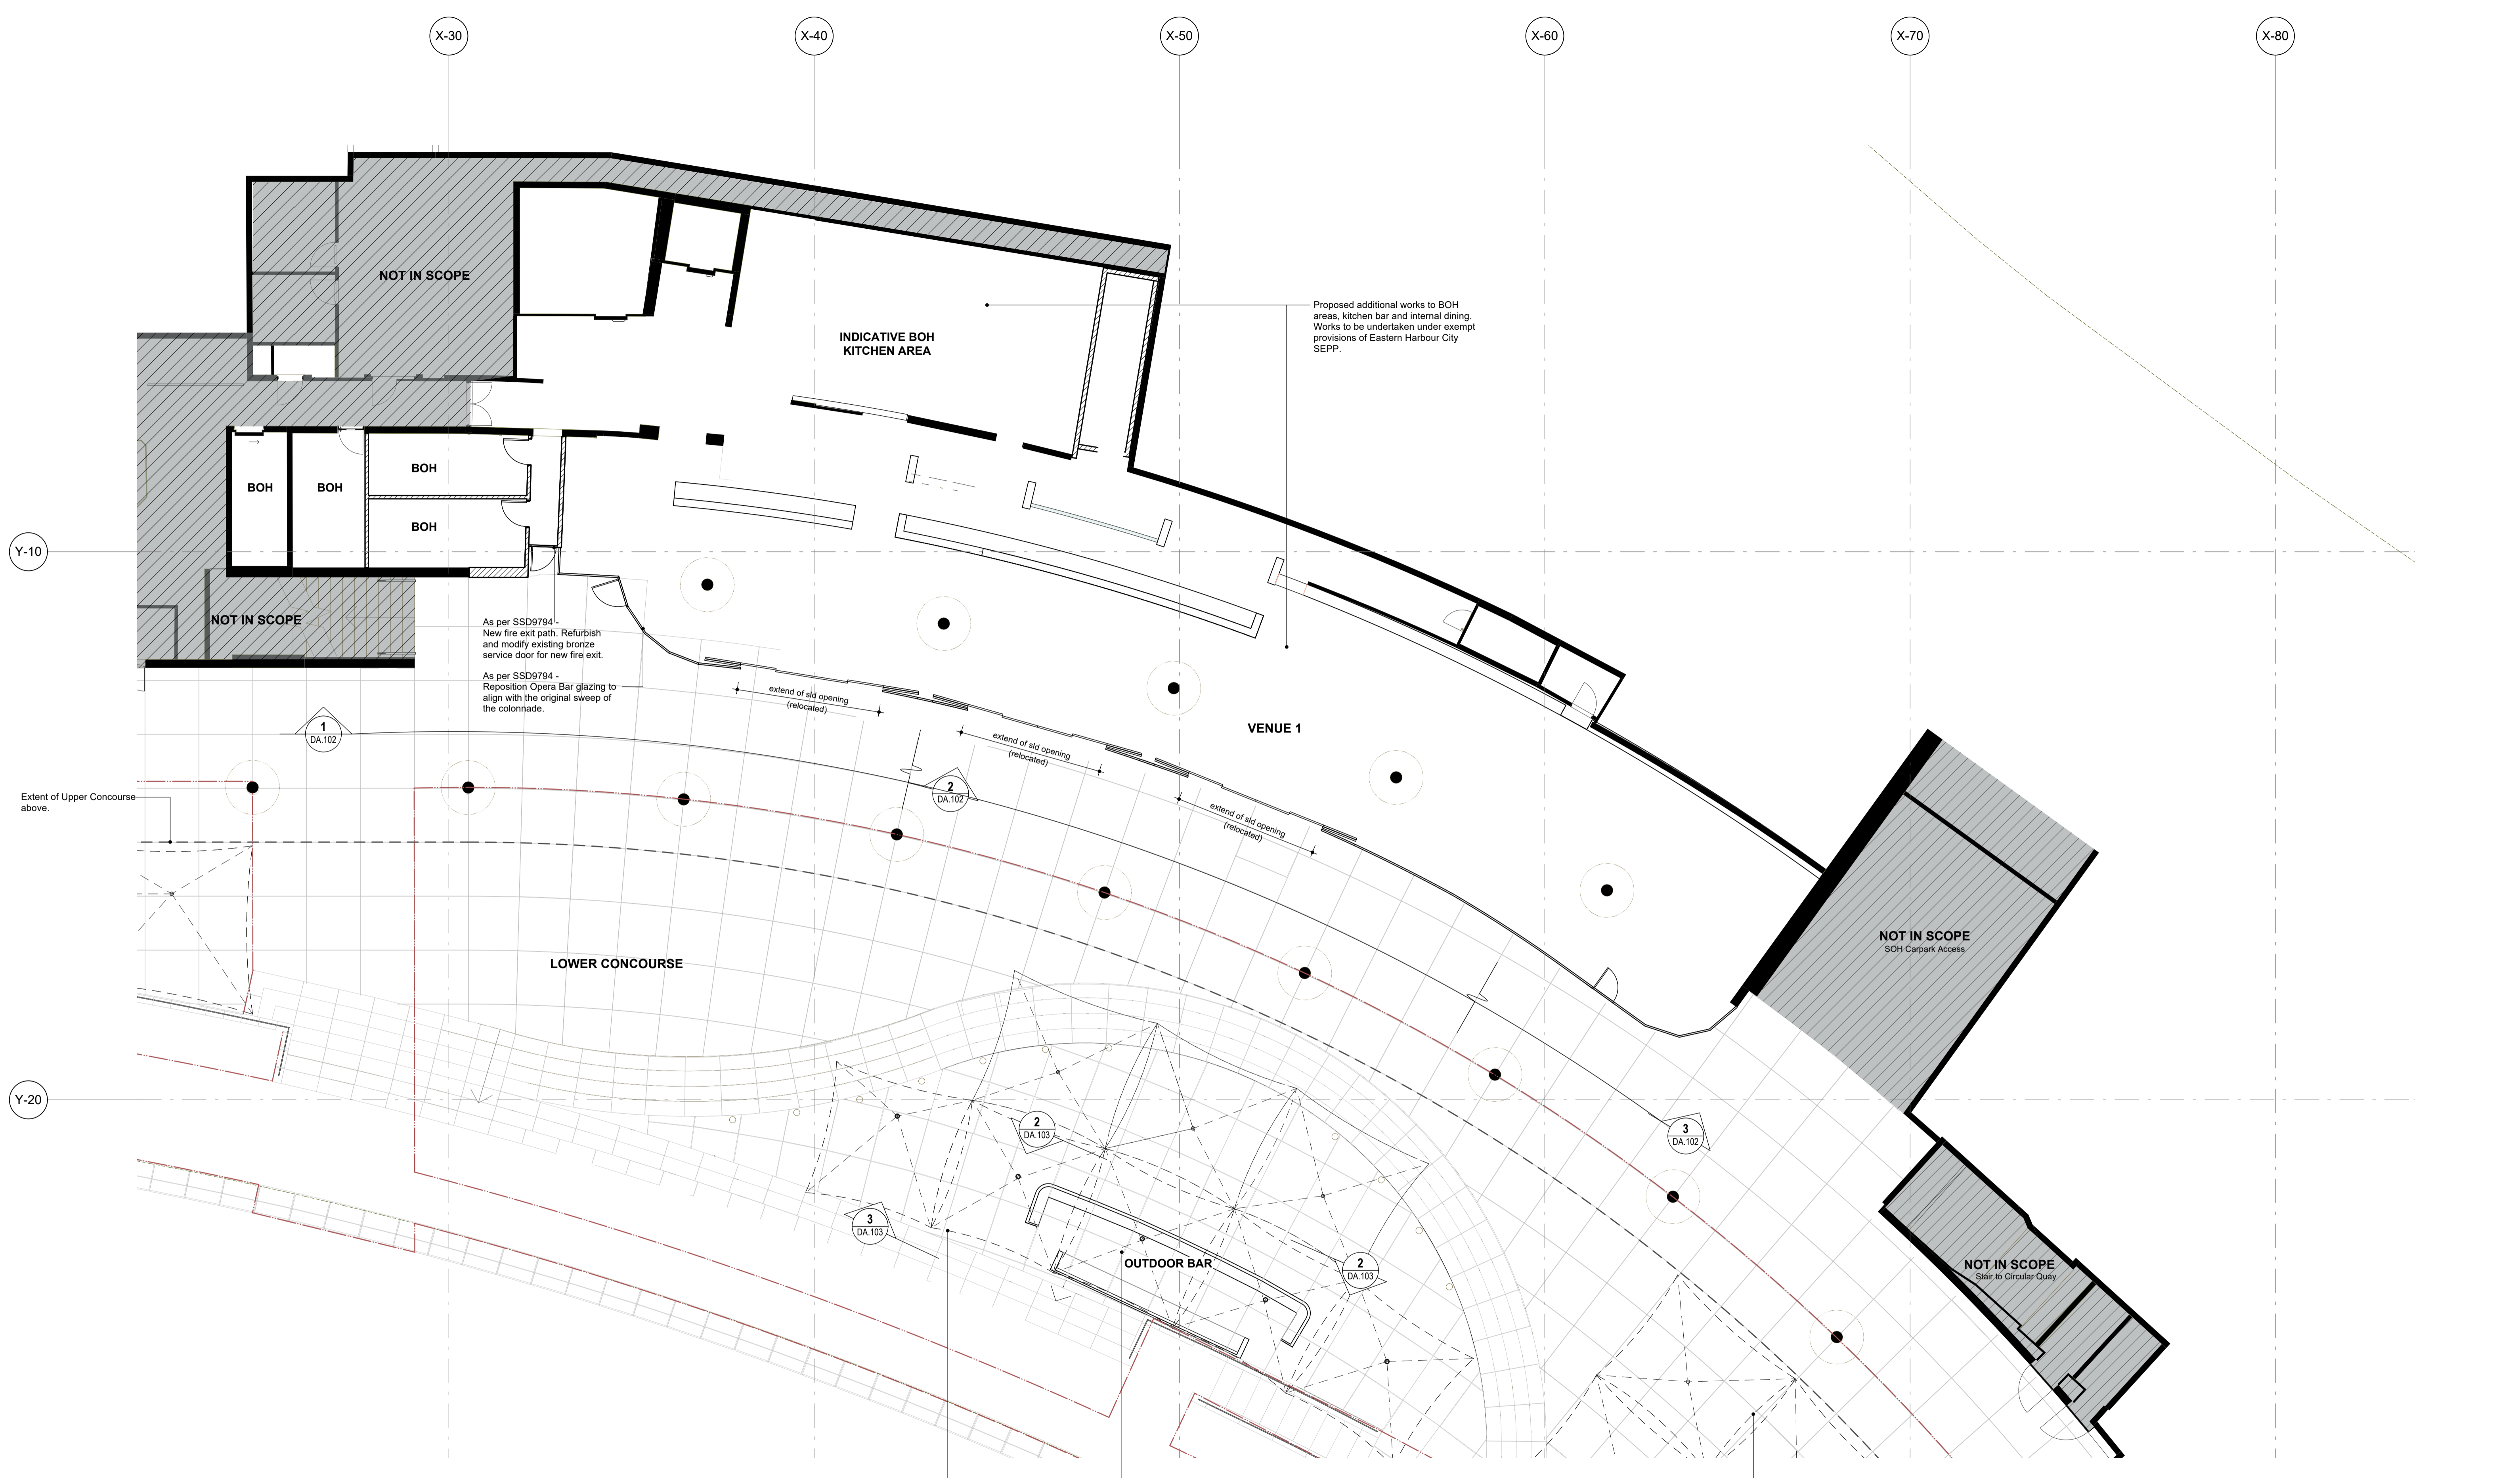 X-30
X-40
X-50
X-60
X-70
X-80
NOT IN SCOPE
INDICATIVE BOH
KITCHEN AREA
Proposed additional works to BOH
areas, kitchen bar and internal dining.
Works to be undertaken under exempt
provisions of Eastern Harbour City
SEPP.
BOH
BOH
BOH
BOH
Y-10
NOT IN SCOPE
As per SSD9794 -
New fire exit path. Refurbish
and modify existing bronze
service door for new fire exit.
As per SSD9794 -
Reposition Opera Bar glazing to
align with the original sweep of
the colonnade.
extend of sld opening
(relocated)
extend of sld opening
(relocated)
extend of sld opening
(relocated)
VENUE 1
1
DA.102
2
DA.102
Extent of Upper Concourse
above.
LOWER CONCOURSE
NOT IN SCOPE
SOH Carpark Access
Y-20
2
DA.103
3
DA.102
3
DA.103
OUTDOOR BAR
2
DA.103
NOT IN SCOPE
Stair to Circular Quay